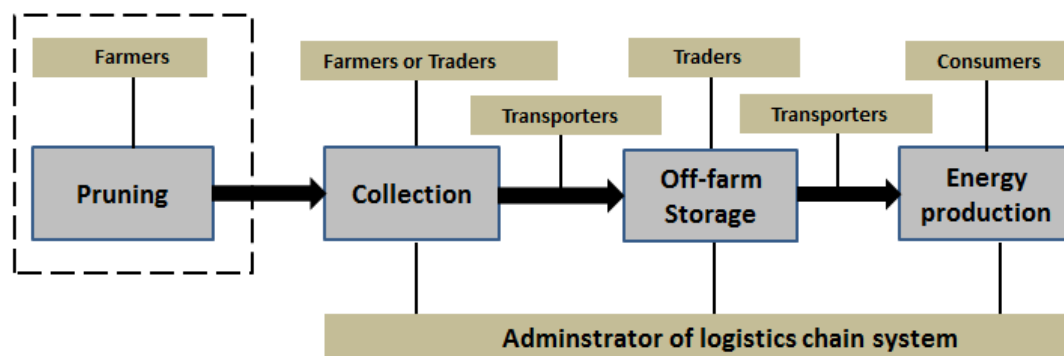 Farmers
Farmers or Traders
Traders
Consumers
Transporters
Transporters
Pruning
Collection
Off-farm
Storage
Energy
production
Adminstrator of logistics chain system